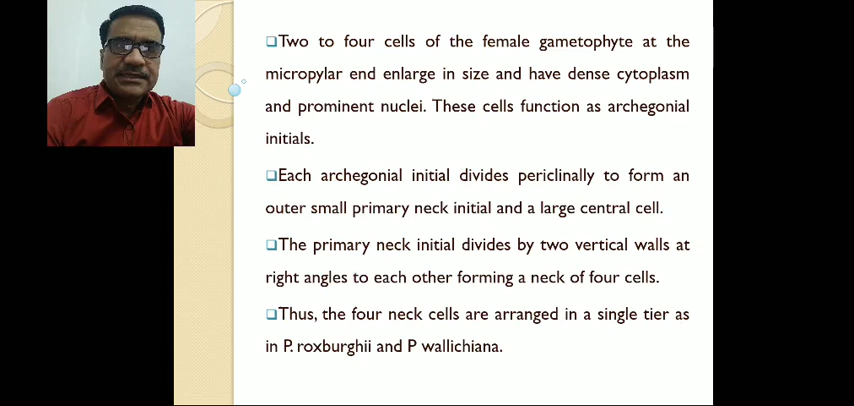 ❑Two to four cells of the female gametophyte at the
micropylar end enlarge in size and have dense cytoplasm
and prominent nuclei. These cells function as archegonial
initials.
❑Each archegonial initial divides periclinally to form an
outer small primary neck initial and a large central cell.
❑The primary neck initial divides by two vertical walls at
right angles to each other forming a neck of four cells.
❑Thus, the four neck cells are arranged in a single tier as
in P. roxburghii and P wallichiana.